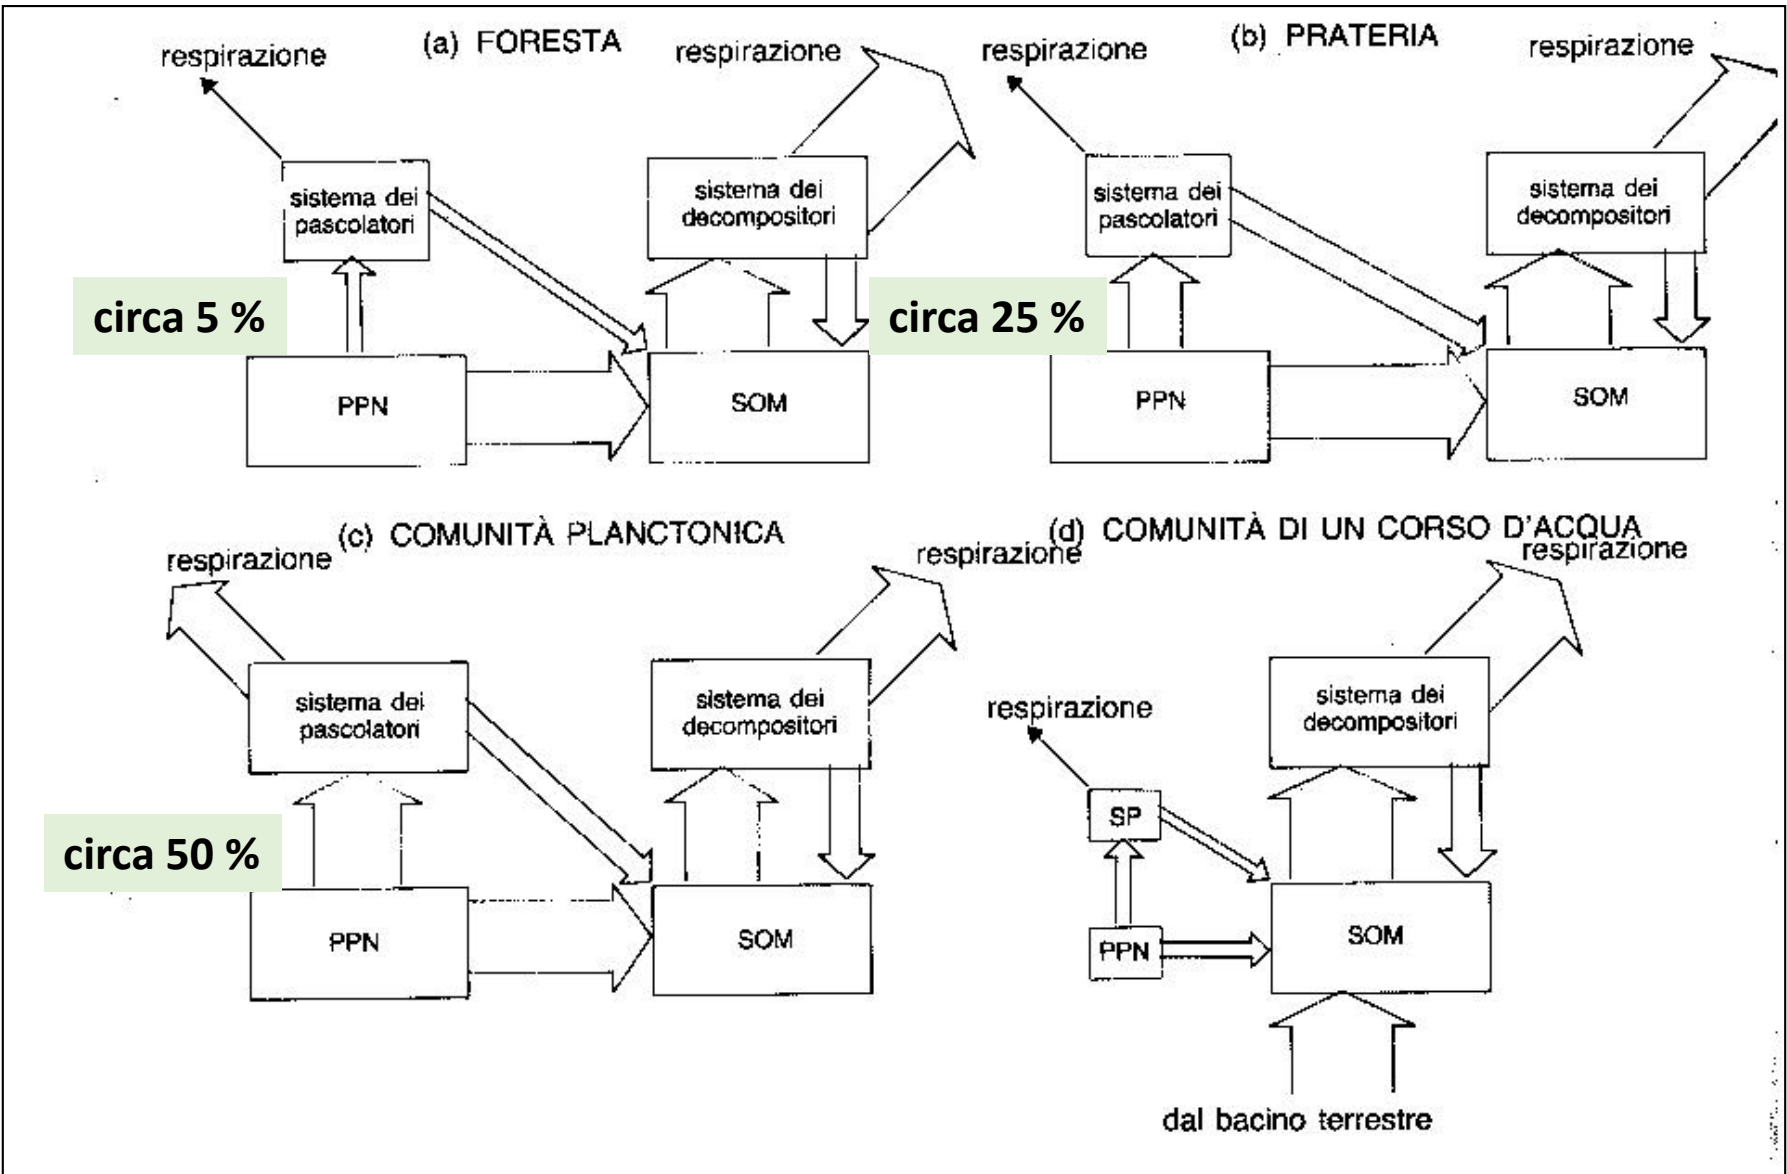 (a) FORESTA
respirazione
respirazione
sistema dei
pascolatori
sistema dei
decompositori
circa 5 %
PPN
SOM
(b) PRATERIA
respirazione
respirazione
sistema dei
pascolatori
sistema dei
decompositori
circa 25 %
PPN
SOM
(c) COMUNITÀ PLANCTONICA
respirazione
respirazione
sistema dei
pascolatori
sistema dei
decompositori
circa 50 %
PPN
SOM
(d) COMUNITÀ DI UN CORSO D'ACQUA
respirazione
sistema dei
decompositori
respirazione
SP
PPN
SOM
dal bacino terrestre